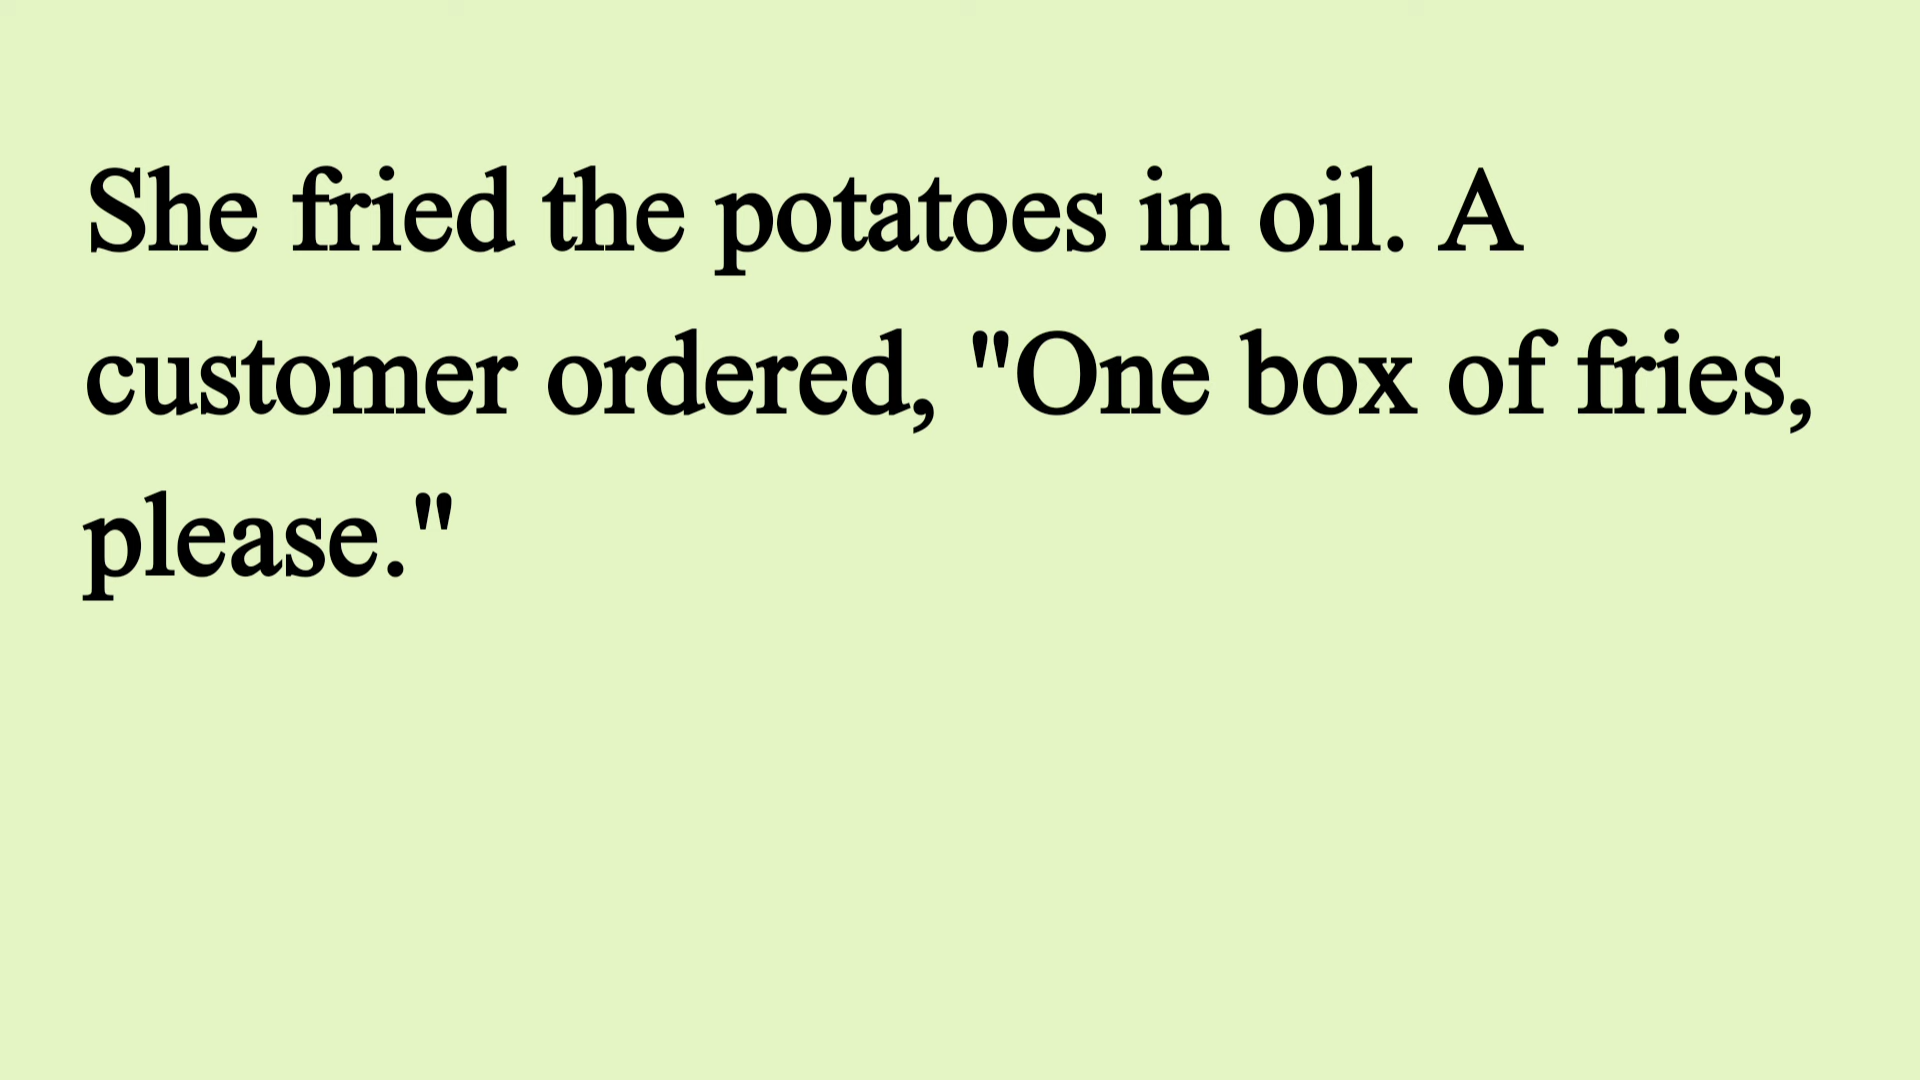 She fried the potatoes in oil. A
customer ordered, "One box of fries,
please."